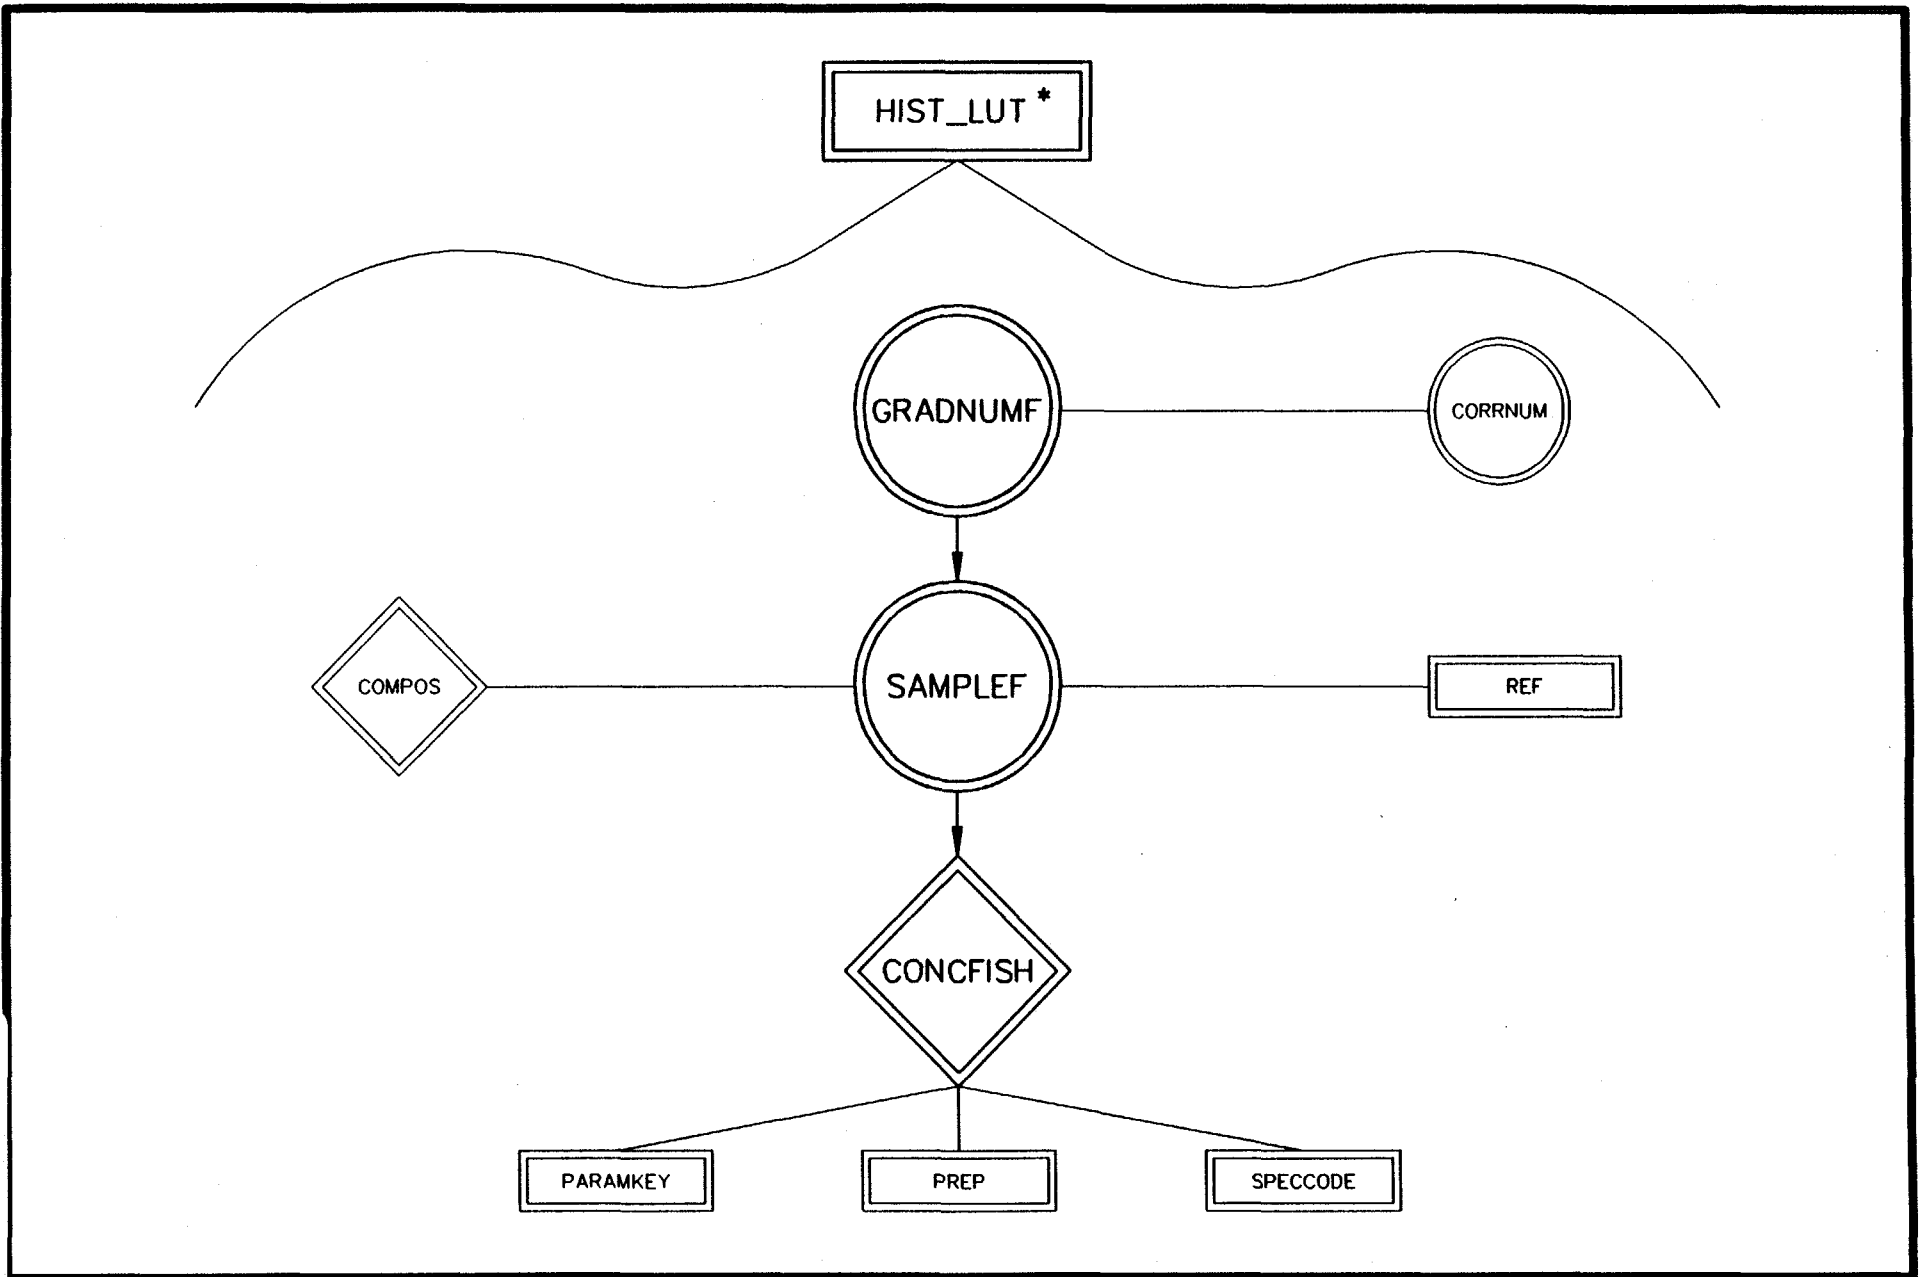 HIST_LUT *
GRADNUMF
CORRNUM
COMPOS
SAMPLEF
REF
CONCFISH
PARAMKEY
PREP
SPECCODE